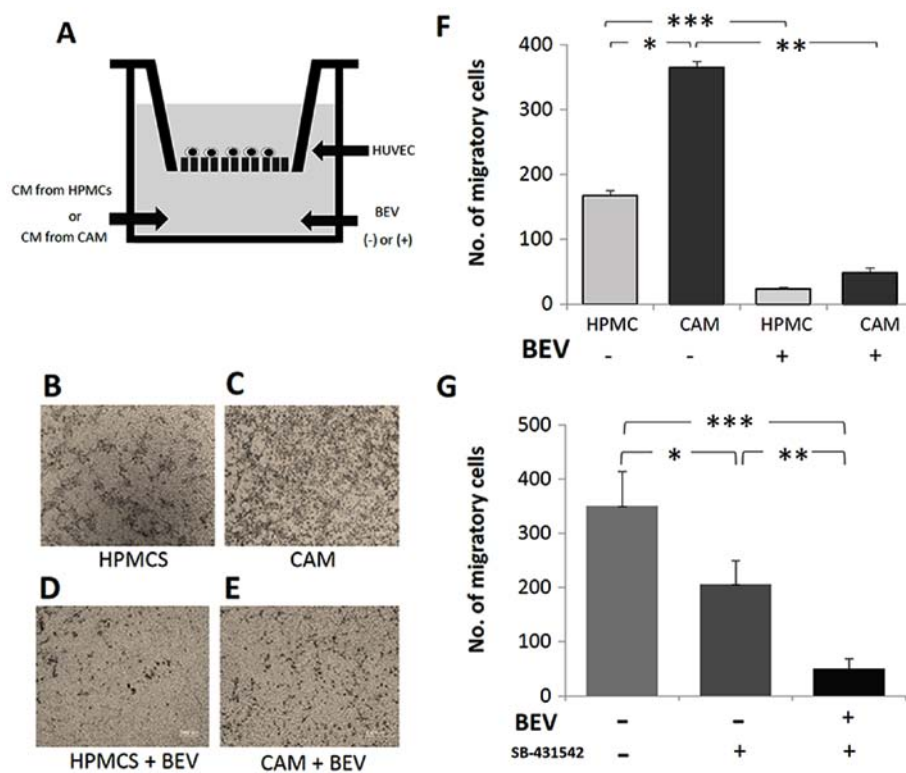 A
HUVEC
CM from HPMCs
or
CM from CAM
BEV
(-) or (+)
B
HPMCS
C
CAM
D
HPMCS + BEV
E
CAM + BEV
F
***
* **
No. of migratory cells
400
300
200
100
0
HPMC CAM HPMC CAM
BEV - - + +
G
***
* **
No. of migratory cells
500
400
300
200
100
0
BEV - - +
SB-431542 - + +